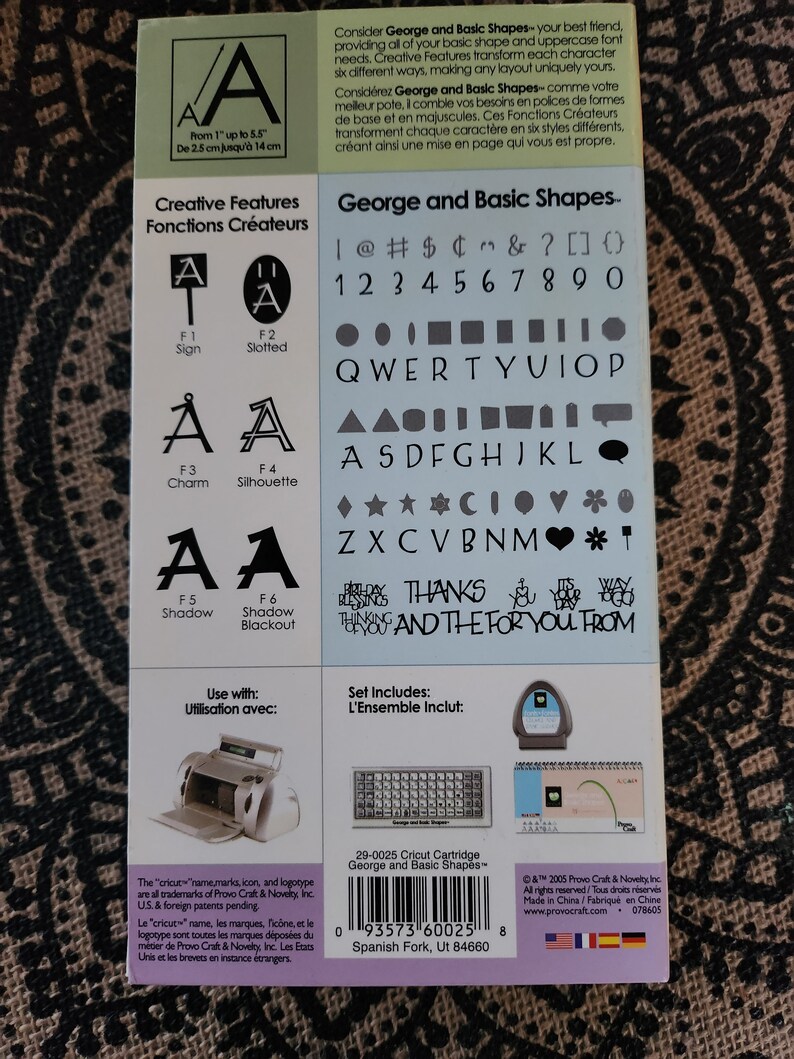 A A
From 1" up to 5.5"
De 2.5 cm jusqu'à 14 cm
Consider George and Basic Shapes™ your best friend,
providing all of your basic shape and uppercase font
needs. Creative Features transform each character
six different ways, making any layout uniquely yours.
Considérez George and Basic Shapes™ comme votre
meilleur pote, il comble vos besoins en polices de formes
de base et en majuscules. Ces Fonctions Créateurs
transforment chaque caractère en six styles différents,
créant ainsi une mise en page qui vous est propre.
Creative Features
Fonctions Créateurs
A A
F 1 F 2
Sign Slotted
A A
F 3 F 4
Charm Silhouette
A A
F 5 F 6
Shadow Shadow
Blackout
George and Basic Shapes™
| @ # $ ¢ & ? [ ] { }
1 2 3 4 5 6 7 8 9 0
Q W E R T Y U I O P
A S D F G H J K L
Z X C V B N M
BIRTHDAY BLESSINGS THANKS I YOU IT'S YOUR DAY WAY TO GO!
THINKING OF YOU AND THE FOR YOU FROM
Use with:
Utilisation avec:
Set Includes:
L'Ensemble Inclut:
George and Basic Shapes™
Provo
Craft
29-0025 Cricut Cartridge
George and Basic Shapes™
0 93573 60025 8
Spanish Fork, Ut 84660
The "cricut™" name, marks, icon, and logotype
are all trademarks of Provo Craft & Novelty, Inc.
U.S. & foreign patents pending.
Le "cricut™" name, les marques, l'icône, et le
logotype sont toutes les marques déposées du
métier de Provo Craft & Novelty, Inc. Les Etats
Unis et les brevets en instance étrangers.
© &™ 2005 Provo Craft & Novelty, Inc.
All rights reserved / Tous droits réservés
Made in China / Fabriqué en Chine
www.provocraft.com • 078605